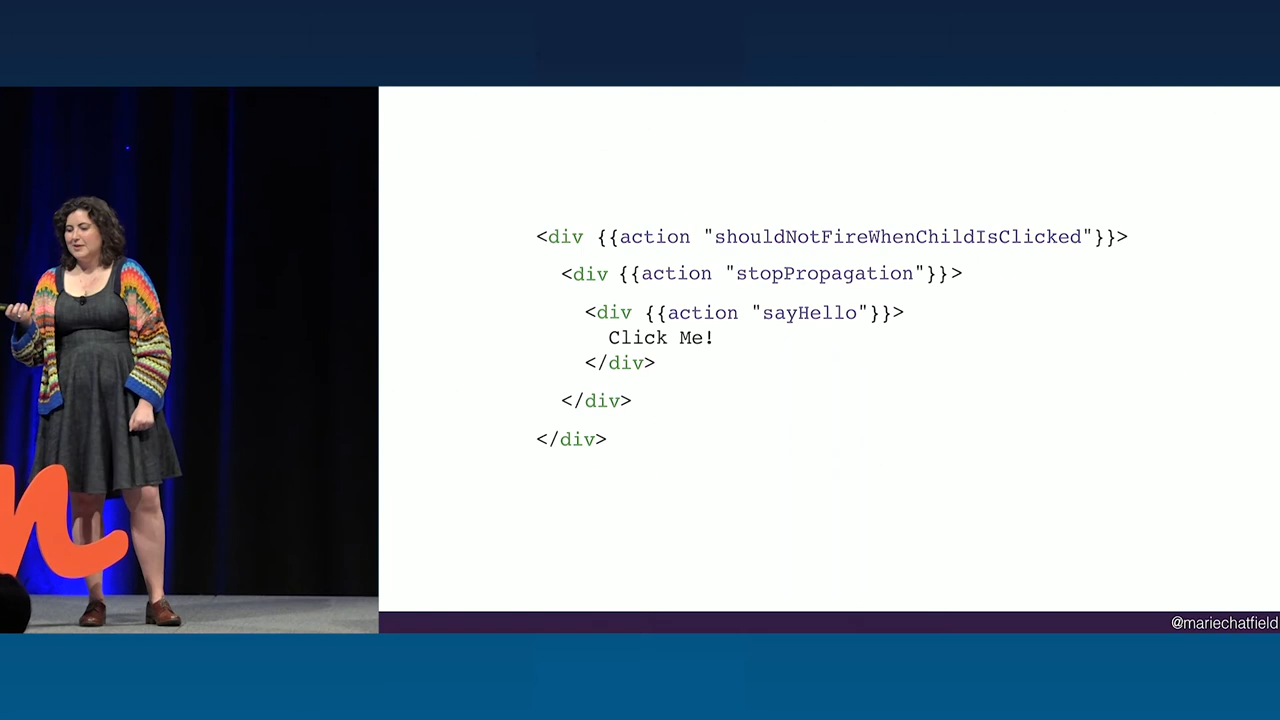 <div {{action "shouldNotFireWhenChildIsClicked"}}>
<div {{action "stopPropagation"}}>
<div {{action "sayHello"}}>
Click Me!
</div>
</div>
</div>
@mariechatfield